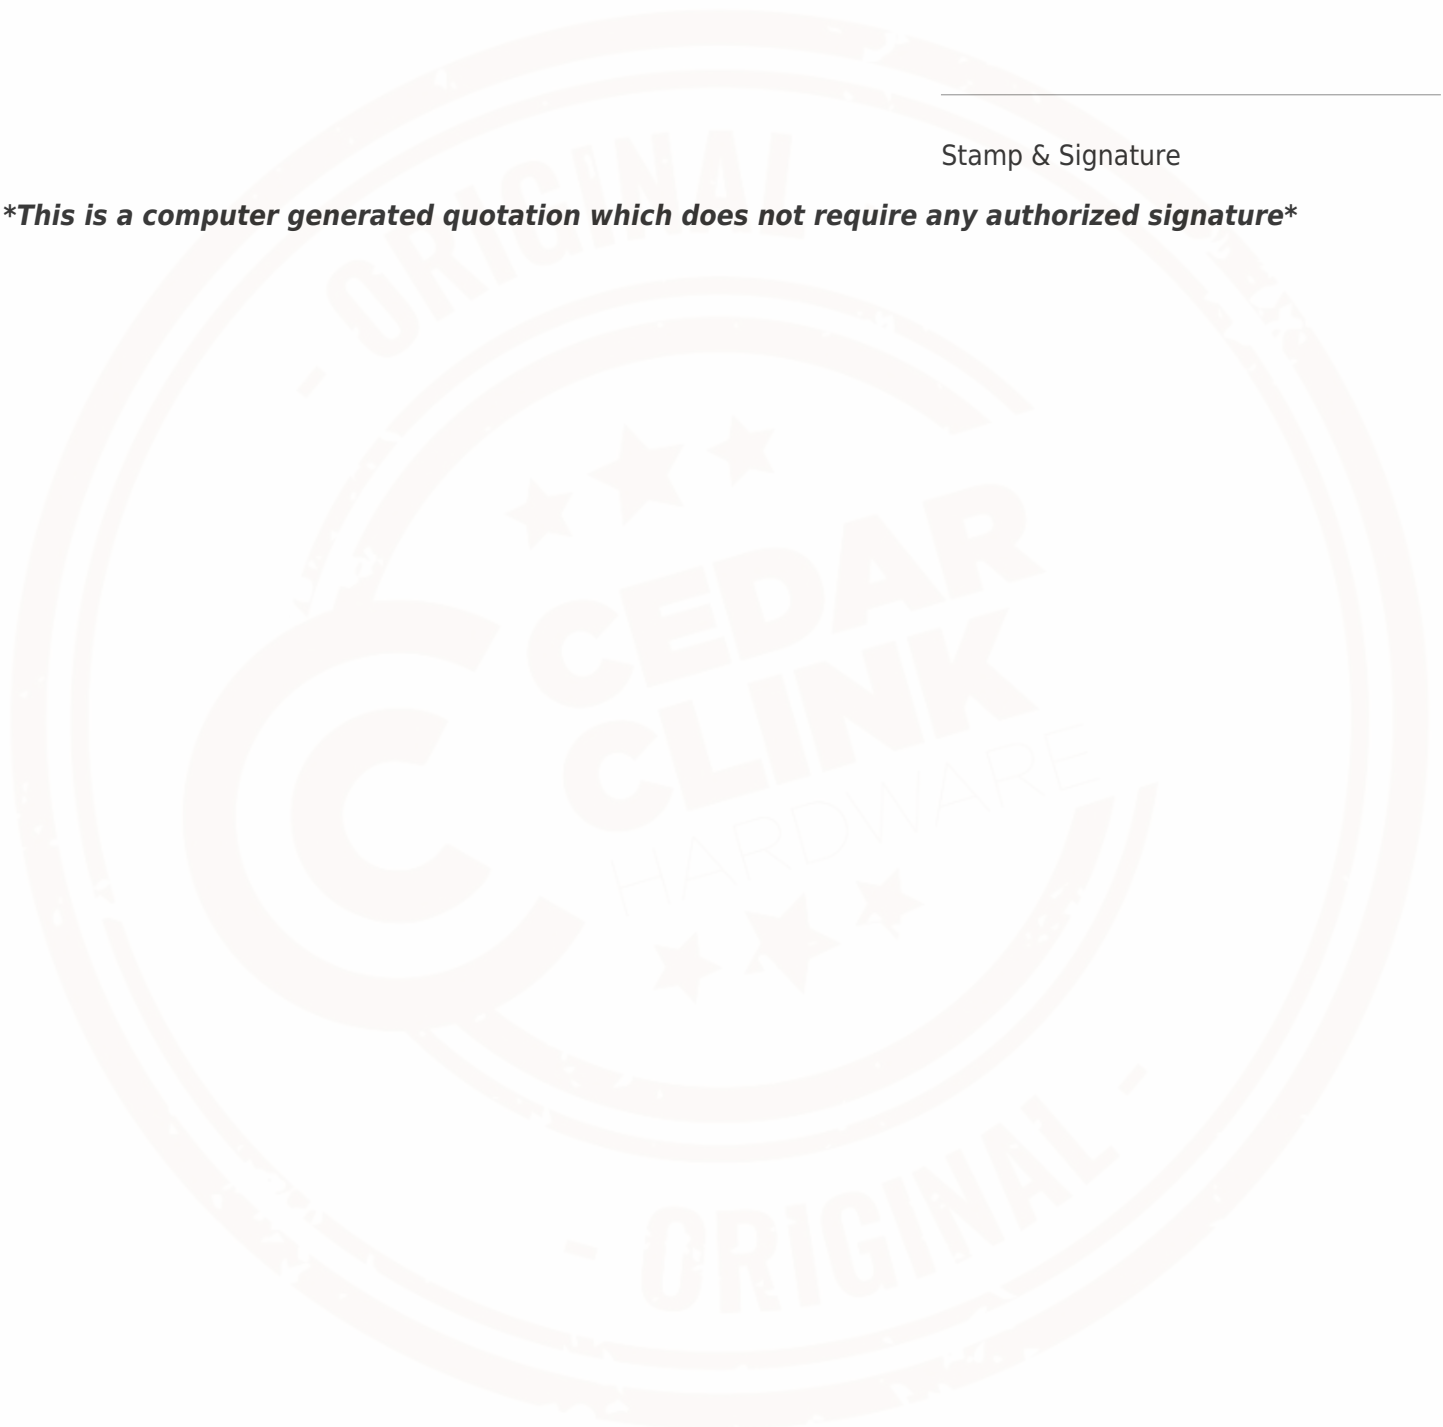 Stamp & Signature
*This is a computer generated quotation which does not require any authorized signature*
- ORIGINAL
CEDAR
CLINK
HARDWARE
- ORIGINAL -